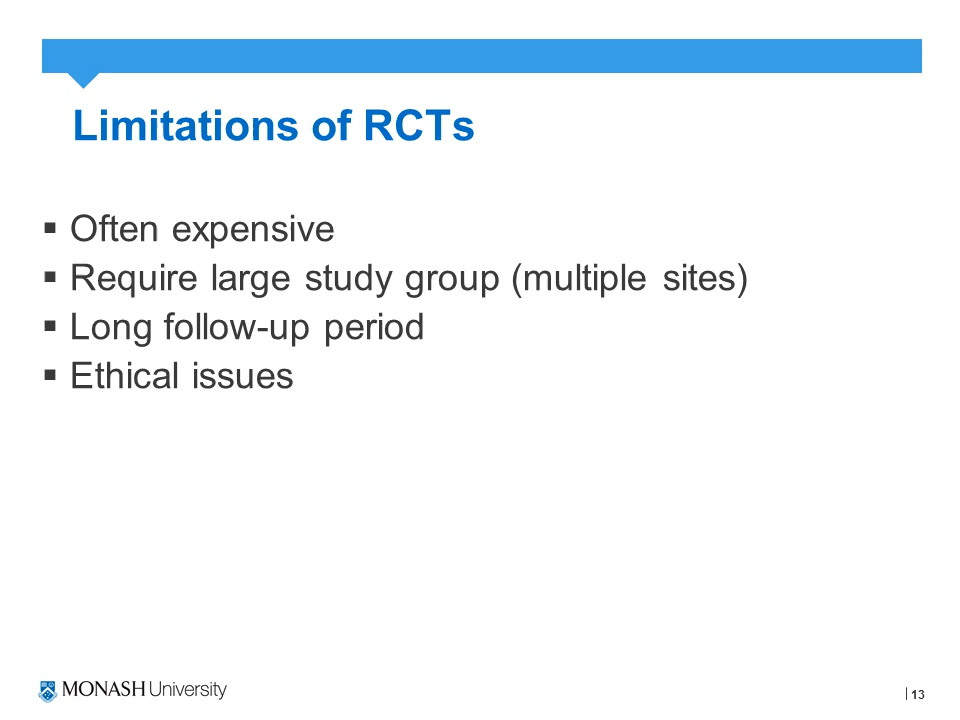 Limitations of RCTs
▪ Often expensive
▪ Require large study group (multiple sites)
▪ Long follow-up period
▪ Ethical issues
MONASH University
13